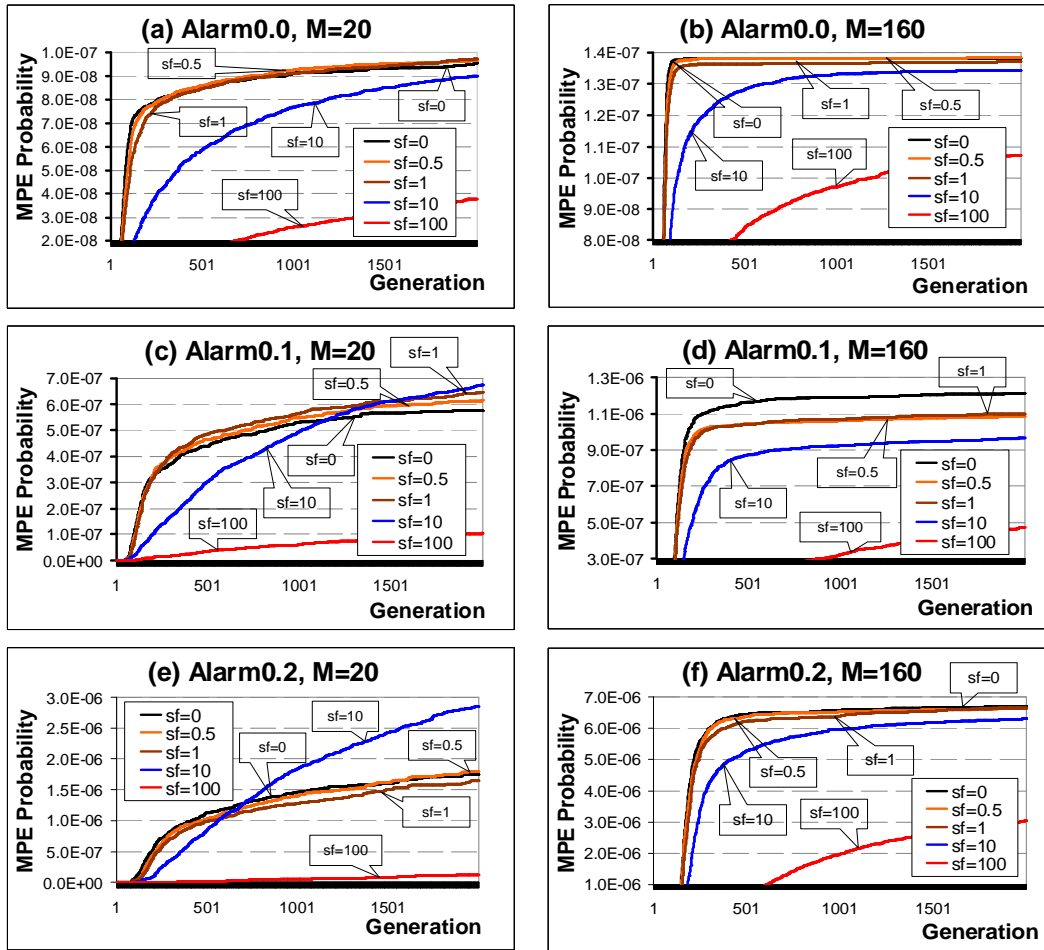 (a) Alarm0.0, M=20
MPE Probability
1.0E-07
9.0E-08
8.0E-08
7.0E-08
6.0E-08
5.0E-08
4.0E-08
3.0E-08
2.0E-08
sf=0.5
sf=0
sf=1
sf=10
sf=100
sf=0
sf=0.5
sf=1
sf=10
sf=100
1 501 1001 1501
Generation
(b) Alarm0.0, M=160
MPE Probability
1.4E-07
1.3E-07
1.2E-07
1.1E-07
1.0E-07
9.0E-08
8.0E-08
sf=1
sf=0.5
sf=0
sf=100
sf=10
sf=0
sf=0.5
sf=1
sf=10
sf=100
1 501 1001 1501
Generation
(c) Alarm0.1, M=20
MPE Probability
7.0E-07
6.0E-07
5.0E-07
4.0E-07
3.0E-07
2.0E-07
1.0E-07
0.0E+00
sf=1
sf=0.5
sf=0
sf=10
sf=100
sf=0
sf=0.5
sf=1
sf=10
sf=100
1 501 1001 1501
Generation
(d) Alarm0.1, M=160
MPE Probability
1.3E-06
1.1E-06
9.0E-07
7.0E-07
5.0E-07
3.0E-07
sf=0
sf=1
sf=0.5
sf=10
sf=100
sf=0
sf=0.5
sf=1
sf=10
sf=100
1 501 1001 1501
Generation
(e) Alarm0.2, M=20
MPE Probability
3.0E-06
2.5E-06
2.0E-06
1.5E-06
1.0E-06
5.0E-07
0.0E+00
sf=0
sf=0.5
sf=1
sf=10
sf=100
sf=10
sf=0
sf=0.5
sf=1
sf=100
1 501 1001 1501
Generation
(f) Alarm0.2, M=160
MPE Probability
7.0E-06
6.0E-06
5.0E-06
4.0E-06
3.0E-06
2.0E-06
1.0E-06
sf=0
sf=0.5
sf=1
sf=10
sf=100
sf=0
sf=0.5
sf=1
sf=10
sf=100
1 501 1001 1501
Generation